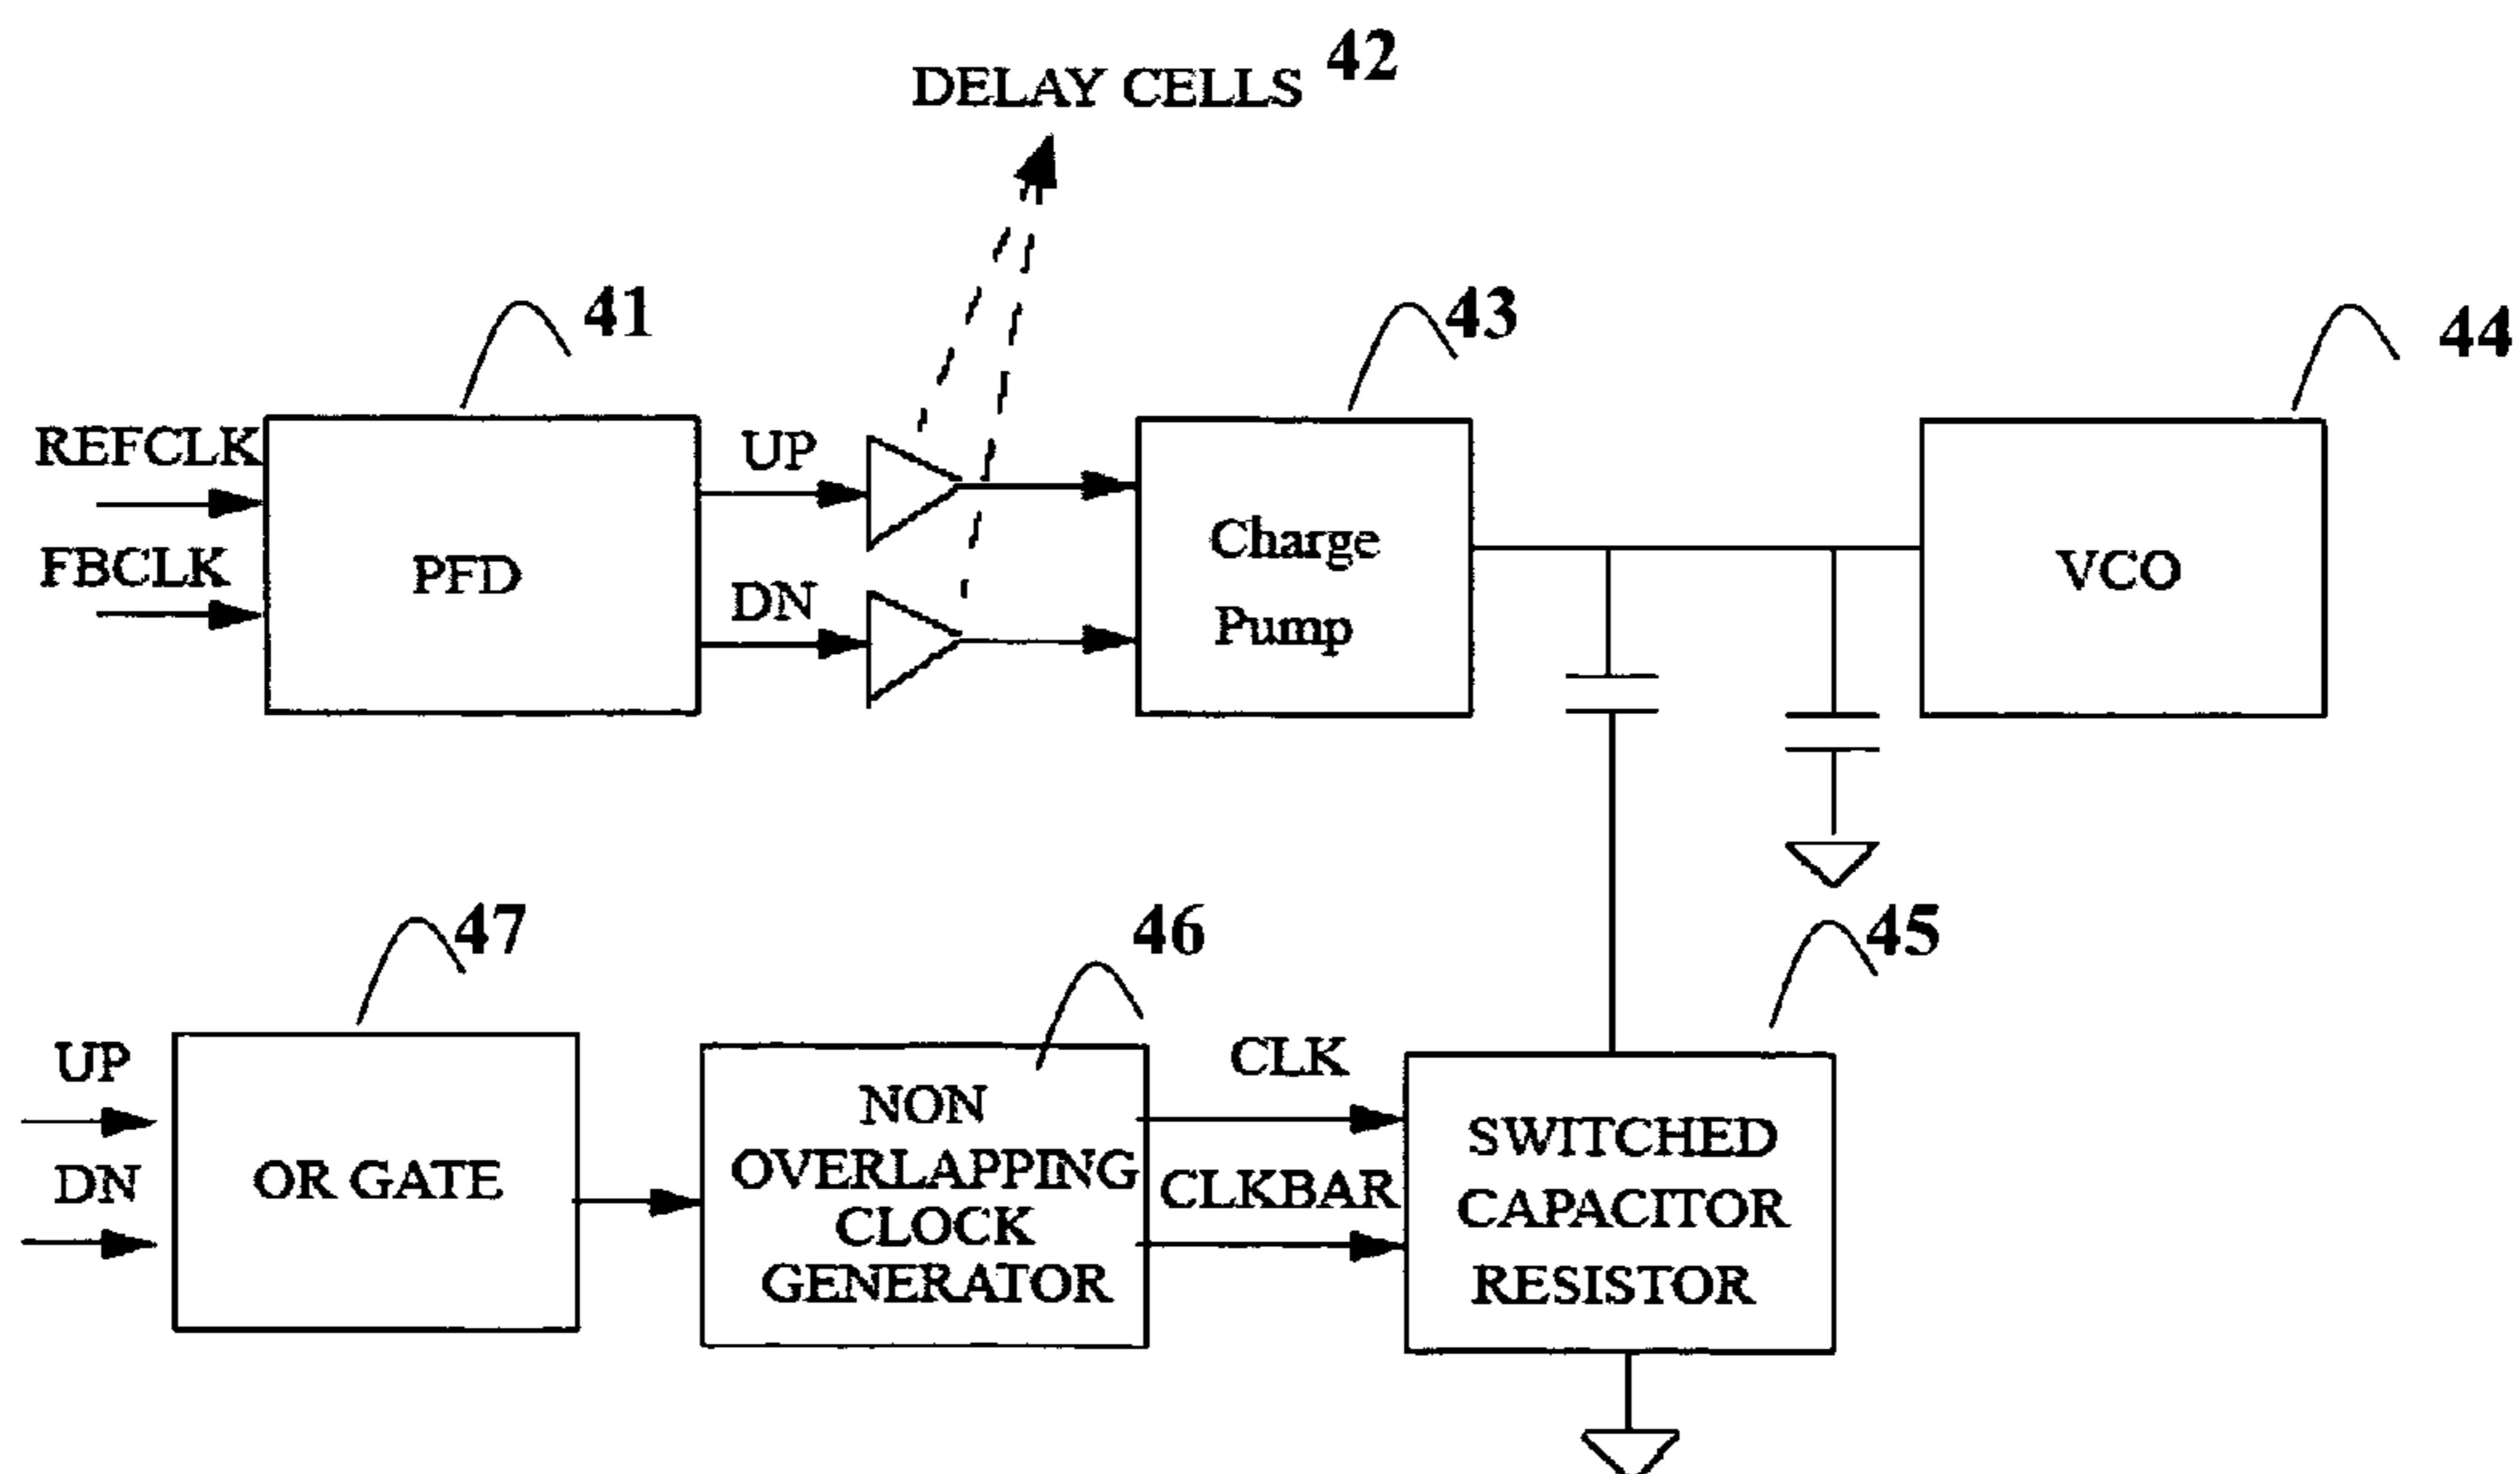 DELAY CELLS 42
41
43
44
REFCLK
FBCLK
PFD
UP
DN
Charge
Pump
VCO
47
46
45
UP
DN
OR GATE
NON
OVERLAPPING
CLOCK
GENERATOR
CLK
CLKBAR
SWITCHED
CAPACITOR
RESISTOR